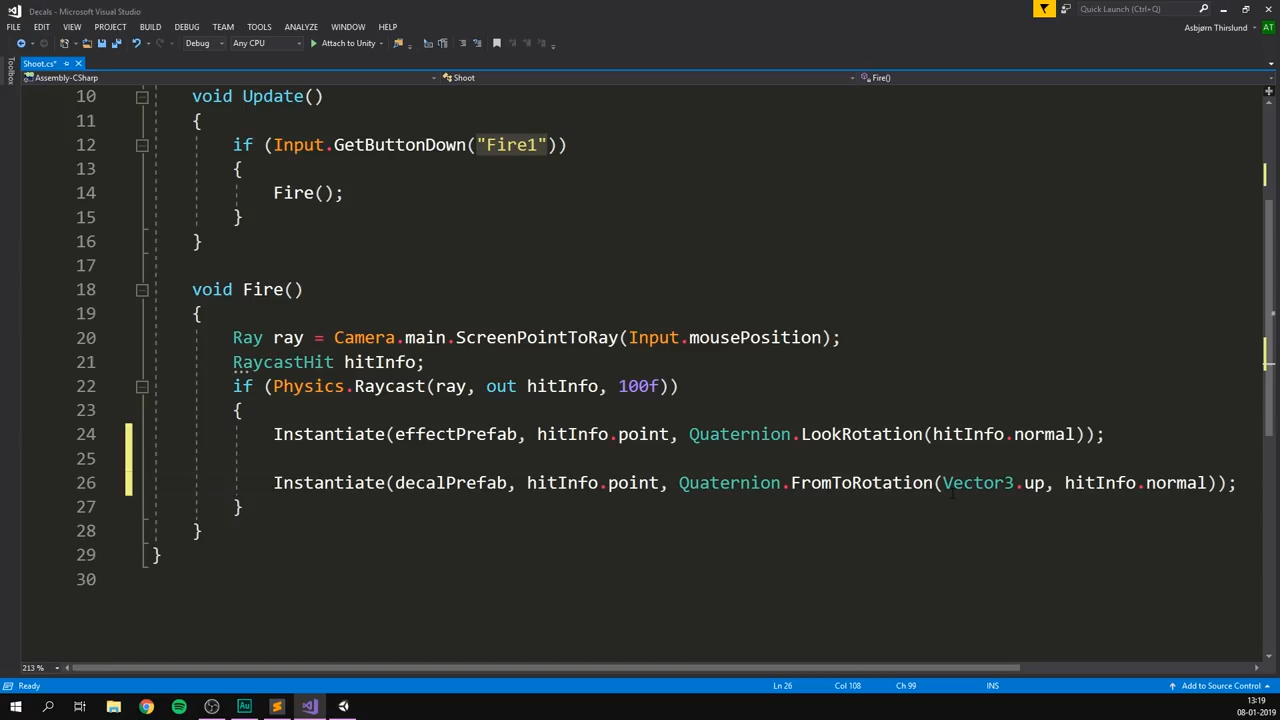 Decals - Microsoft Visual Studio
Quick Launch (Ctrl+Q)
FILE EDIT VIEW PROJECT BUILD DEBUG TEAM TOOLS ANALYZE WINDOW HELP
Asbjørn Thirslund AT
Debug Any CPU Attach to Unity
Toolbox
Shoot.cs*
Assembly-CSharp Shoot Fire()
10 void Update()
11 {
12 if (Input.GetButtonDown("Fire1"))
13 {
14 Fire();
15 }
16 }
17
18 void Fire()
19 {
20 Ray ray = Camera.main.ScreenPointToRay(Input.mousePosition);
21 RaycastHit hitInfo;
22 if (Physics.Raycast(ray, out hitInfo, 100f))
23 {
24 Instantiate(effectPrefab, hitInfo.point, Quaternion.LookRotation(hitInfo.normal));
25
26 Instantiate(decalPrefab, hitInfo.point, Quaternion.FromToRotation(Vector3.up, hitInfo.normal));
27 }
28 }
29 }
30
213 %
Ready Ln 26 Col 108 Ch 99 INS Add to Source Control
Au
13:19
08-01-2019